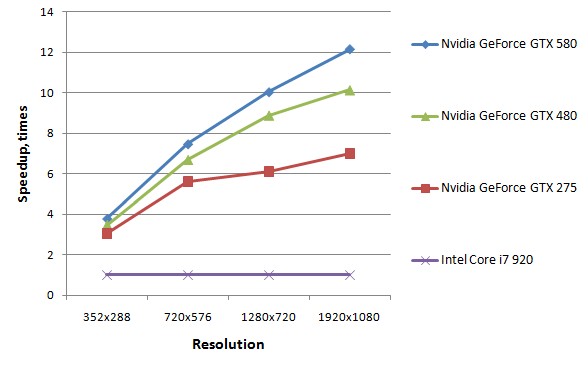 14
12
10
8
6
4
2
0
Speedup, times
352x288 720x576 1280x720 1920x1080
Resolution
Nvidia GeForce GTX 580
Nvidia GeForce GTX 480
Nvidia GeForce GTX 275
Intel Core i7 920